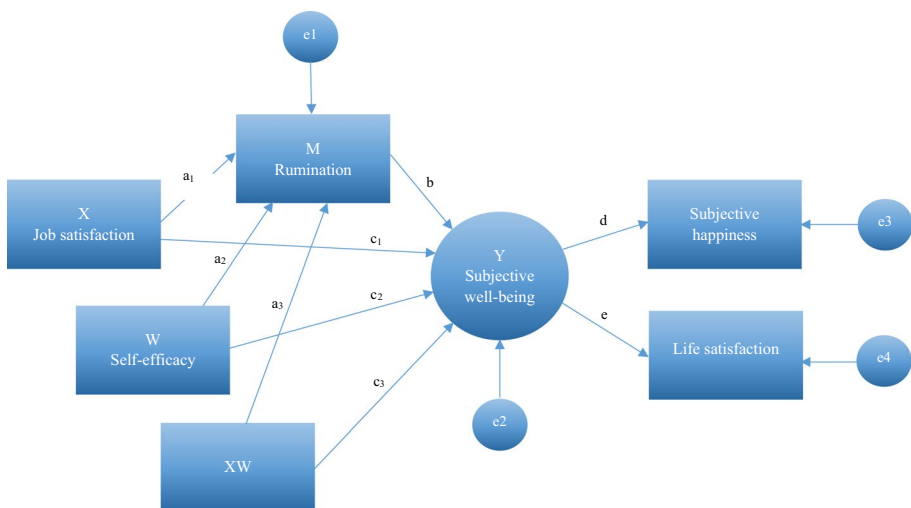 e1
M
Rumination
a₁
b
X
Job satisfaction
Subjective
happiness
d
e3
c₁
a₂
Y
Subjective
well-being
a₃
c₂
e
W
Self-efficacy
Life satisfaction
e4
c₃
e2
XW